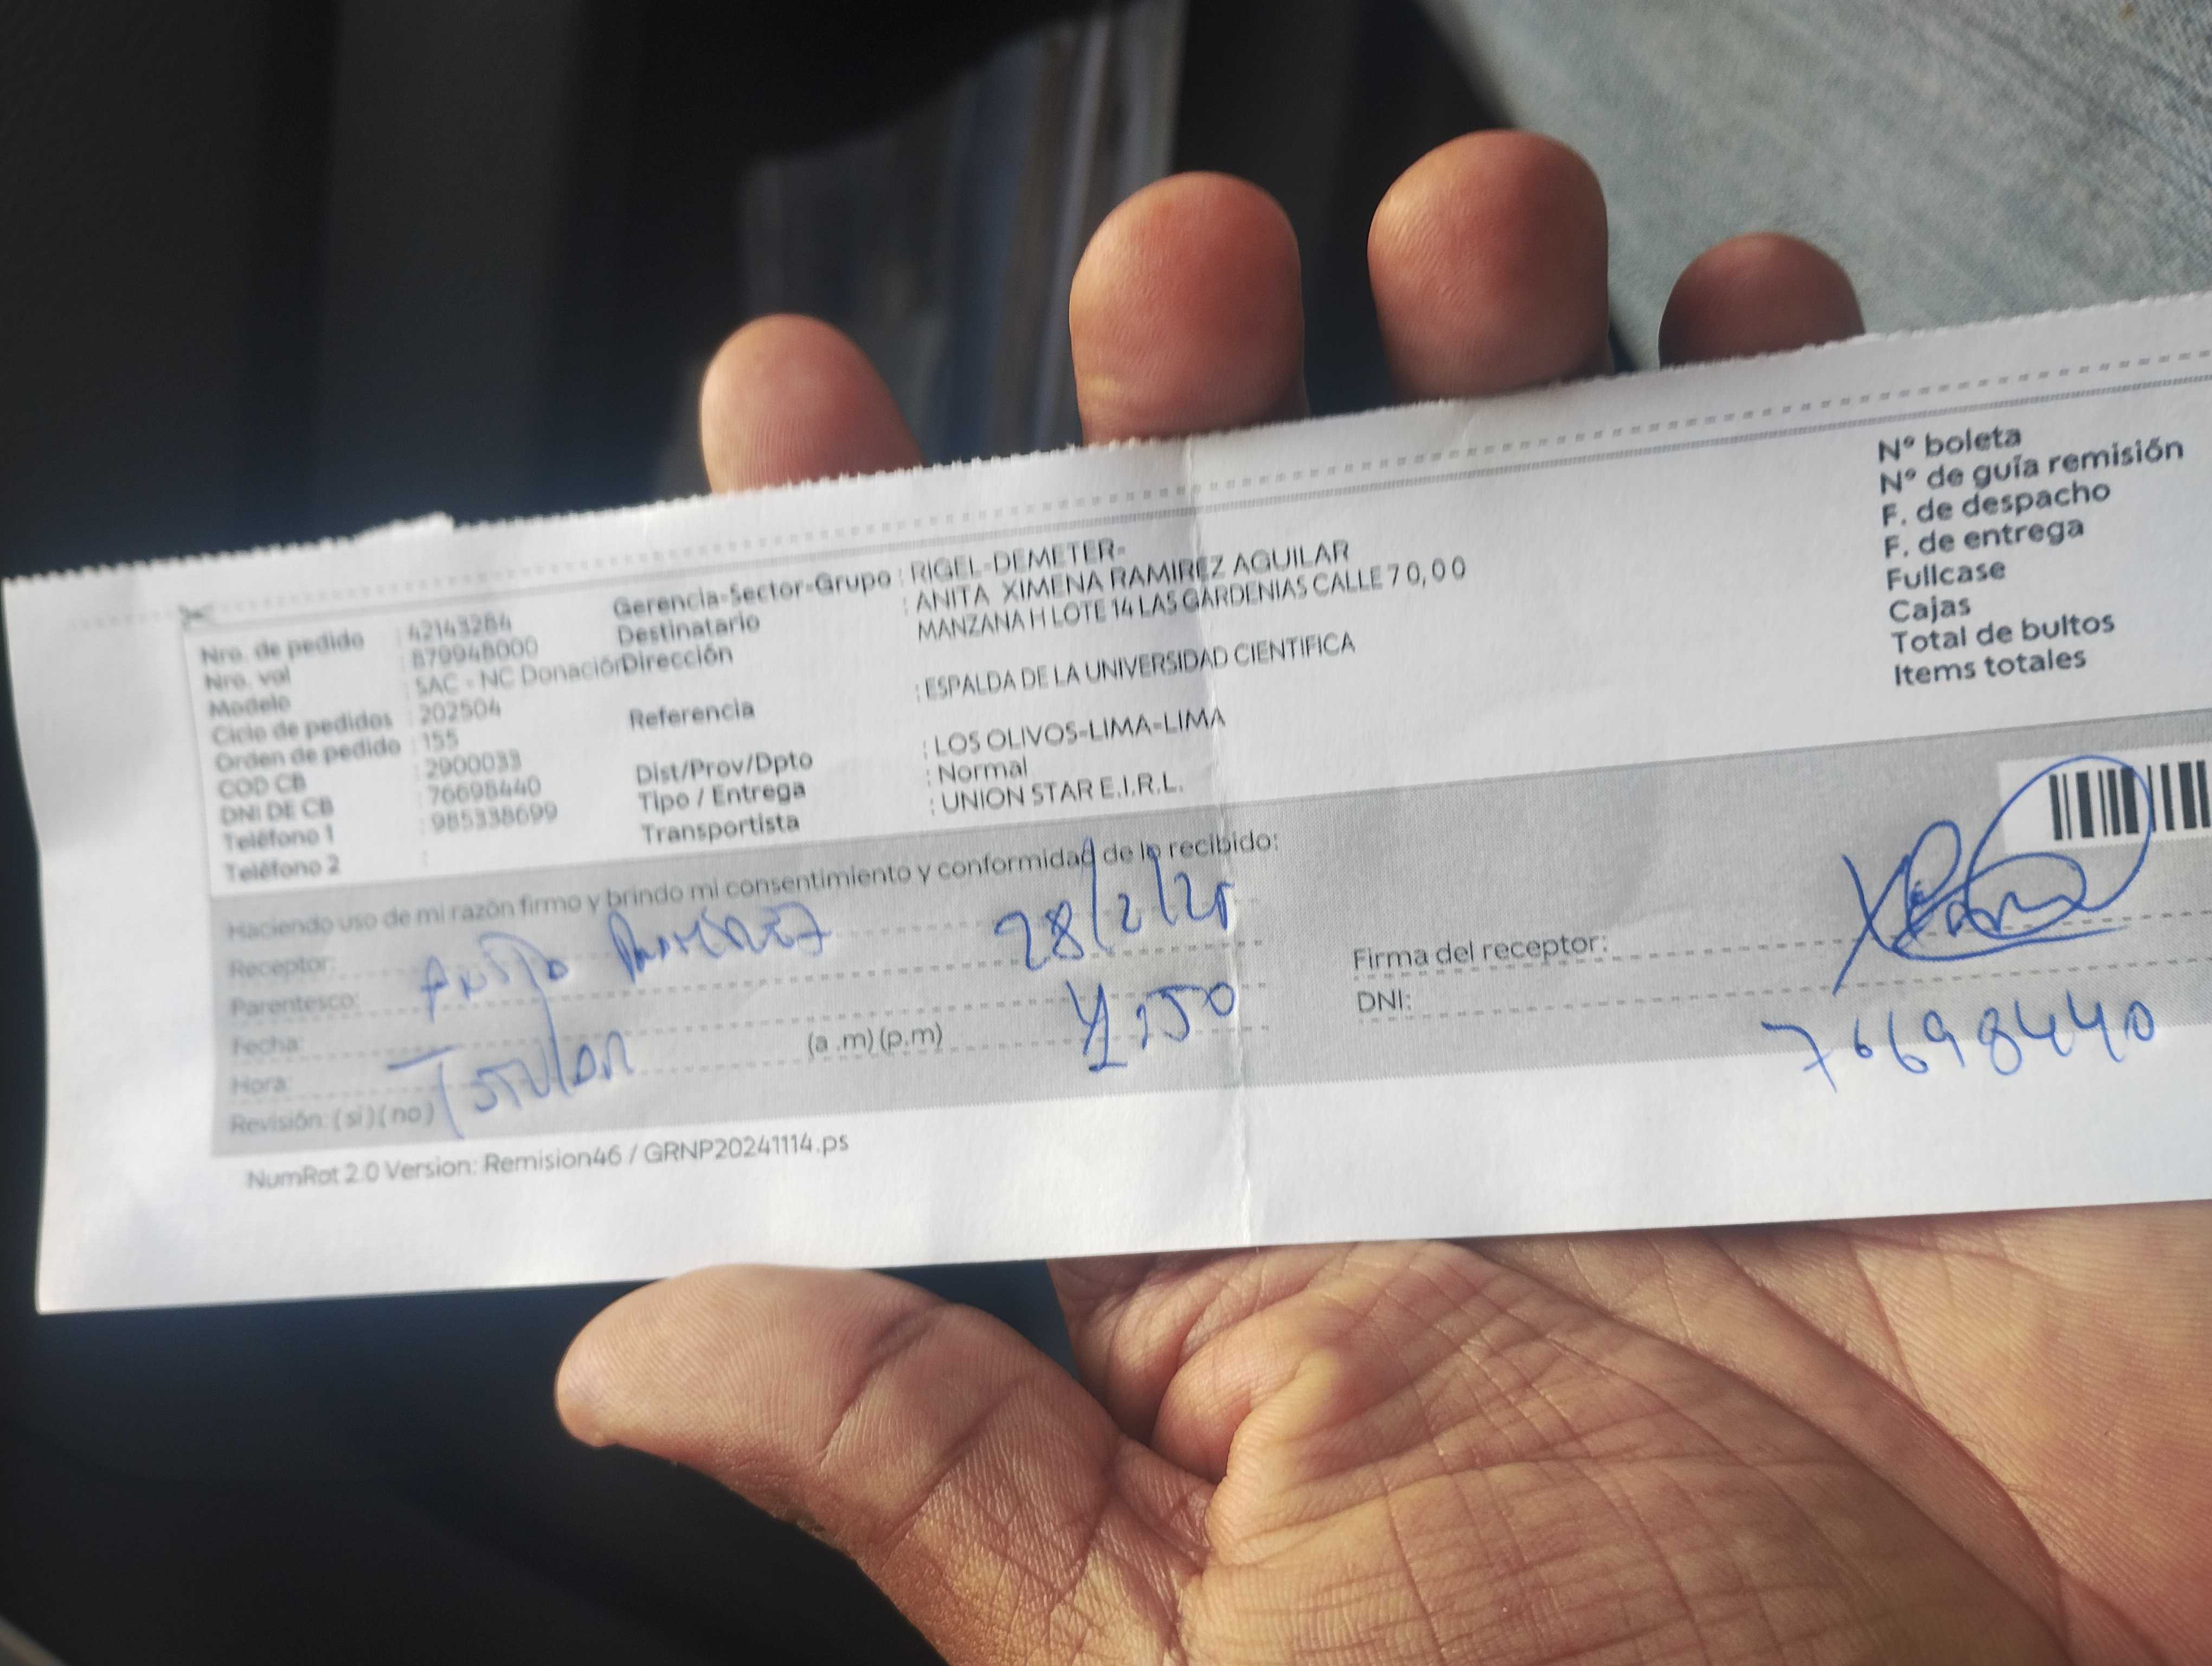 Nro. de pedido : 42143284
Nro. val : 879948000
Modelo : SAC - NC Donación
Ciclo de pedidos : 202504
Orden de pedido : 155
COD CB : 2900033
DNI DE CB : 76698440
Teléfono 1 : 985338699
Teléfono 2 :
Gerencia-Sector-Grupo : RIGEL-DEMETER-
Destinatario : ANITA XIMENA RAMIREZ AGUILAR
Dirección MANZANA H LOTE 14 LAS GARDENIAS CALLE 7 0,0 0
Referencia : ESPALDA DE LA UNIVERSIDAD CIENTIFICA
Dist/Prov/Dpto : LOS OLIVOS-LIMA-LIMA
Tipo / Entrega : Normal
Transportista : UNION STAR E.I.R.L.
N° boleta
N° de guía remisión
F. de despacho
F. de entrega
Fullcase
Cajas
Total de bultos
Items totales
Haciendo uso de mi razón firmo y brindo mi consentimiento y conformidad de lo recibido:
Receptor:
Parentesco:
Fecha: 28/2/25
Hora: (a .m) (p.m)
Revisión: ( si ) ( no )
Firma del receptor:
DNI: 76698440
NumRot 2.0 Version: Remision46 / GRNP20241114.ps